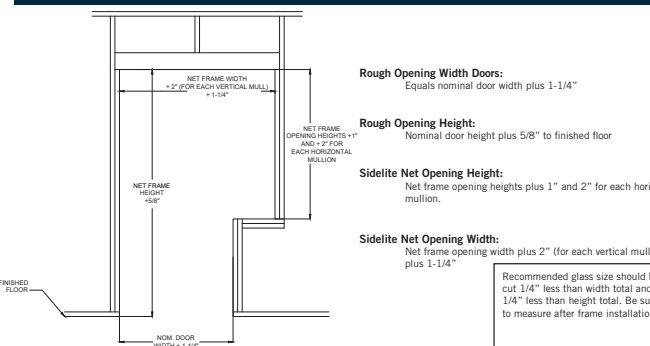 NET FRAME WIDTH
+ 2" (FOR EACH VERTICAL MULL)
+ 1-1/4"
NET FRAME
OPENING HEIGHTS +1"
AND + 2" FOR
EACH HORIZONTAL
MULLION
NET FRAME
HEIGHT
+5/8"
FINISHED
FLOOR
NOM. DOOR
WIDTH + 1-1/4"
Rough Opening Width Doors:
Equals nominal door width plus 1-1/4"
Rough Opening Height:
Nominal door height plus 5/8" to finished floor
Sidelite Net Opening Height:
Net frame opening heights plus 1" and 2" for each
mullion.
Sidelite Net Opening Width:
Net frame opening width plus 2" (for each vertical
plus 1-1/4"
Recommended glass size should
cut 1/4" less than width total and
1/4" less than height total. Be
to measure after frame